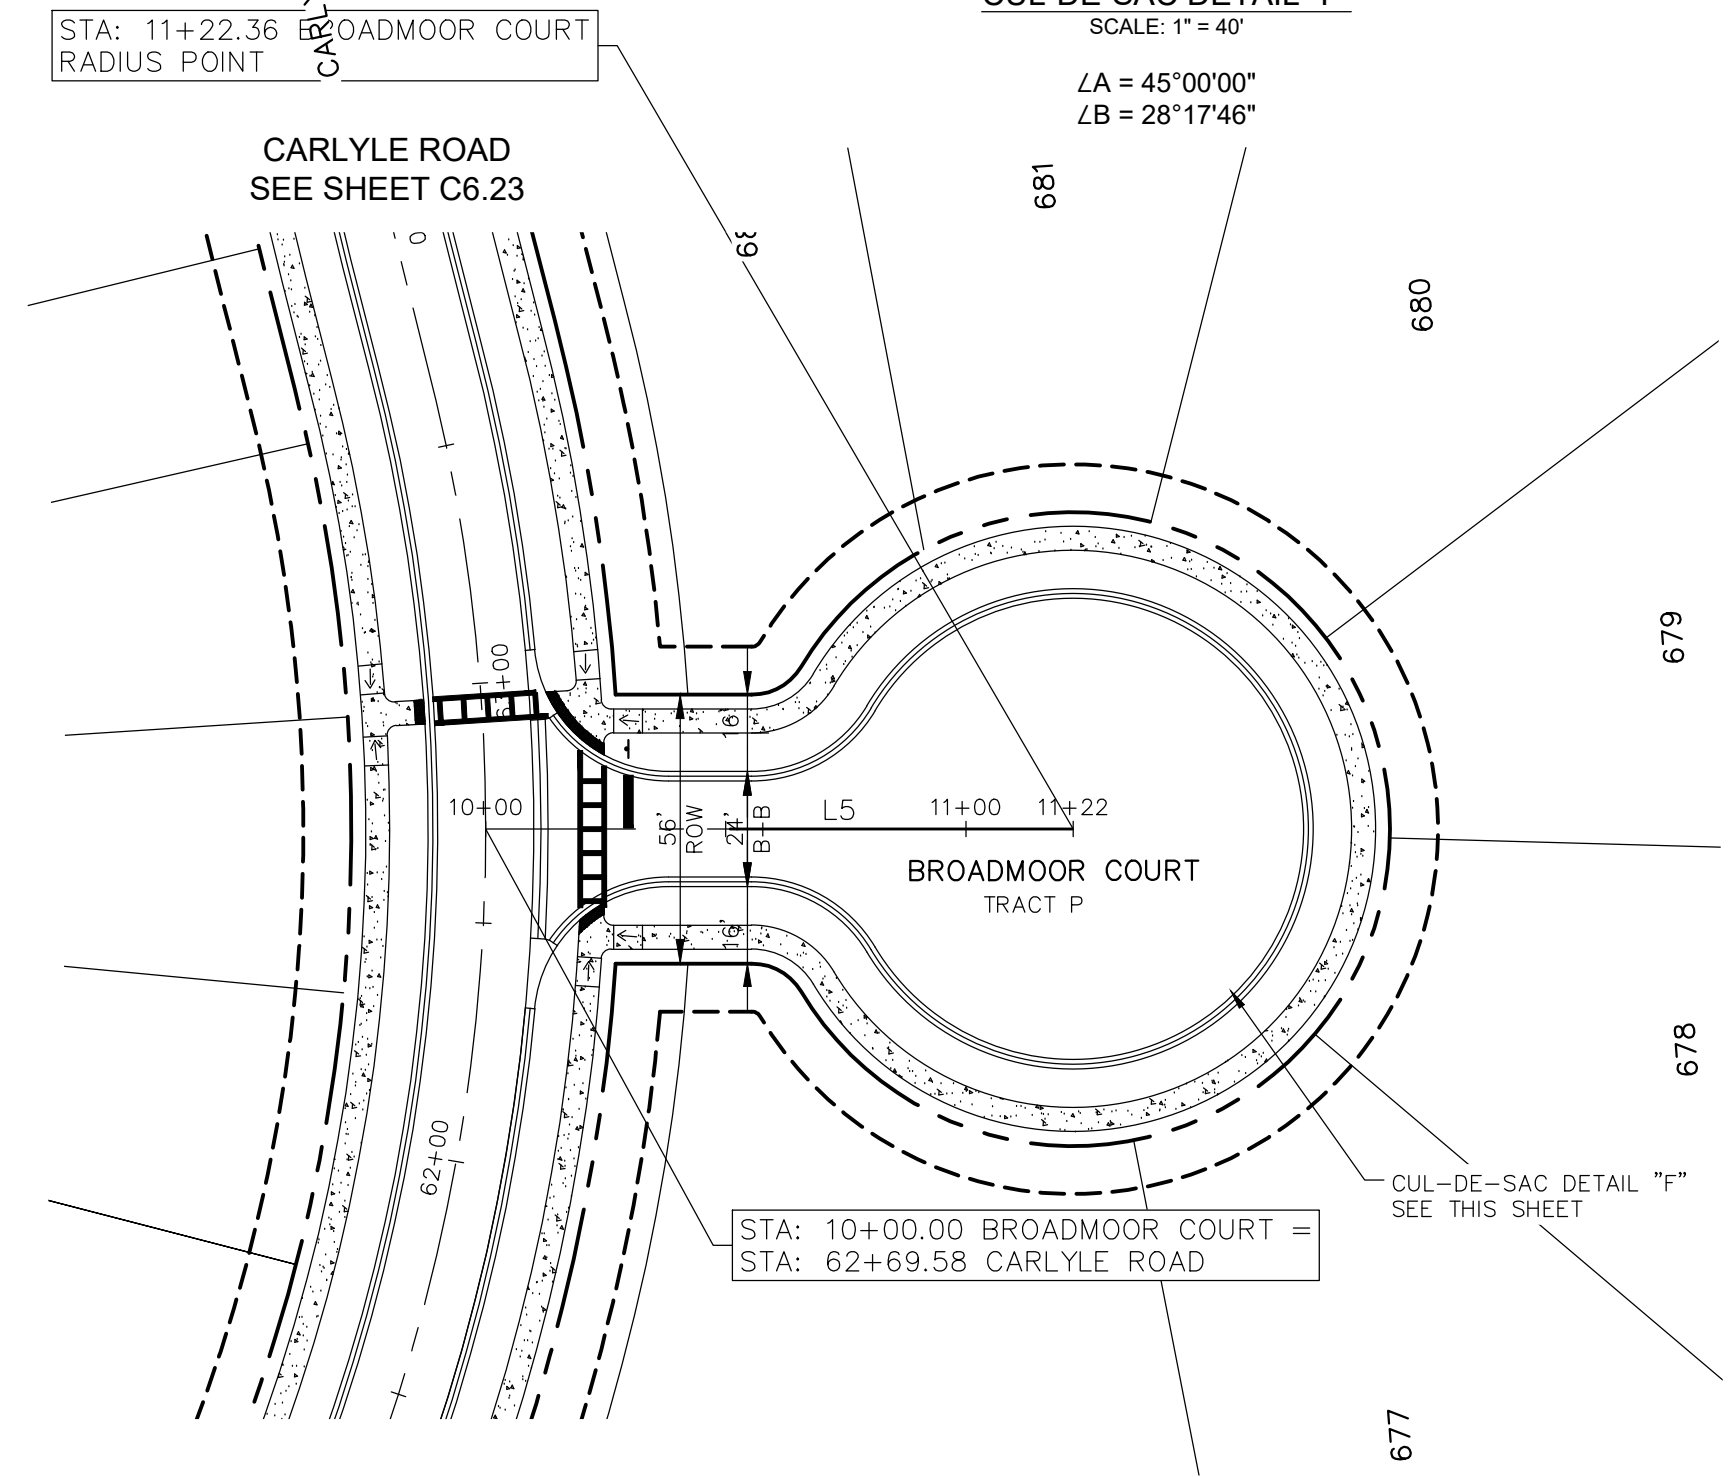 STA: 11+22.36 BROADMOOR COURT
RADIUS POINT
SCALE: 1" = 40'
∠A = 45°00'00"
∠B = 28°17'46"
CARLYLE ROAD
SEE SHEET C6.23
681
680
679
678
677
10+00
L5
11+00
11+22
56'
ROW
B-B
16'
16'
BROADMOOR COURT
TRACT P
62+00
CUL-DE-SAC DETAIL "F"
SEE THIS SHEET
STA: 10+00.00 BROADMOOR COURT =
STA: 62+69.58 CARLYLE ROAD